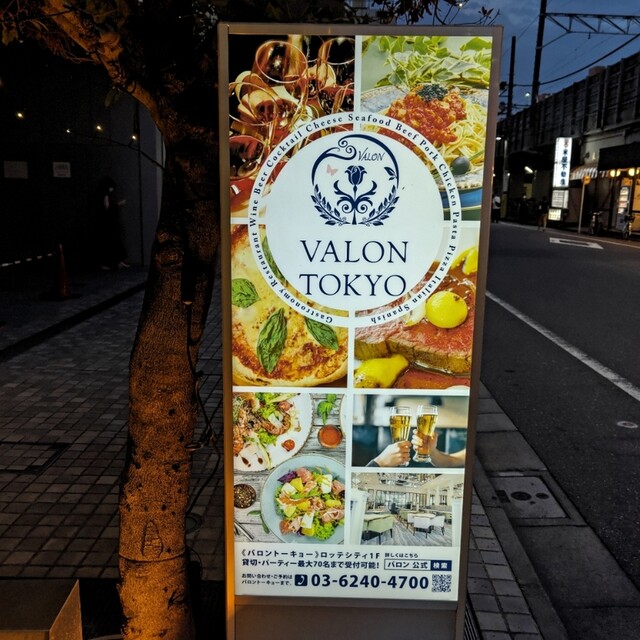 VALON
Gastronomy Restaurant Wine Beer Cocktail Cheese Seafood Beef Pork Chicken Pasta Pizza Italian Spanish
VALON
TOKYO
《バロントーキョー》ロッテシティ1F
貸切・パーティー最大70名まで受付可能！
詳しくはこちら
バロン 公式 検索
お問い合わせ・ご予約は
バロントーキョーまで、
03-6240-4700